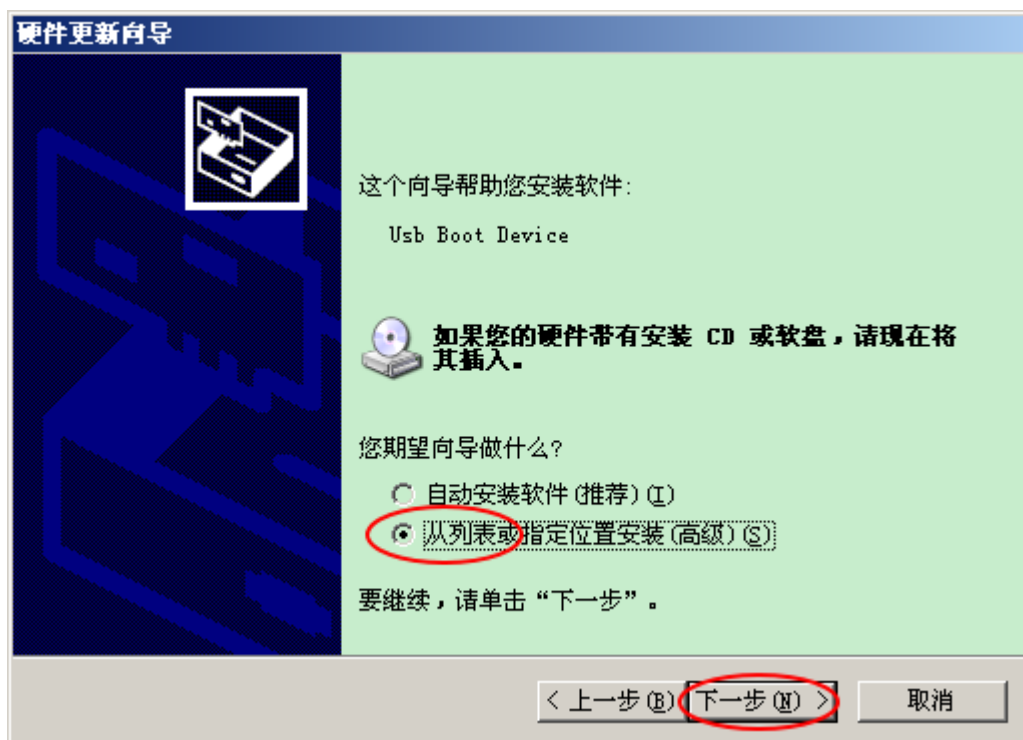 硬件更新向导
这个向导帮助您安装软件:
Usb Boot Device
如果您的硬件带有安装 CD 或软盘，请现在将
其插入。
您期望向导做什么?
自动安装软件(推荐)(I)
从列表或指定位置安装(高级)(S)
要继续，请单击“下一步”。
< 上一步(B) 下一步(N) > 取消